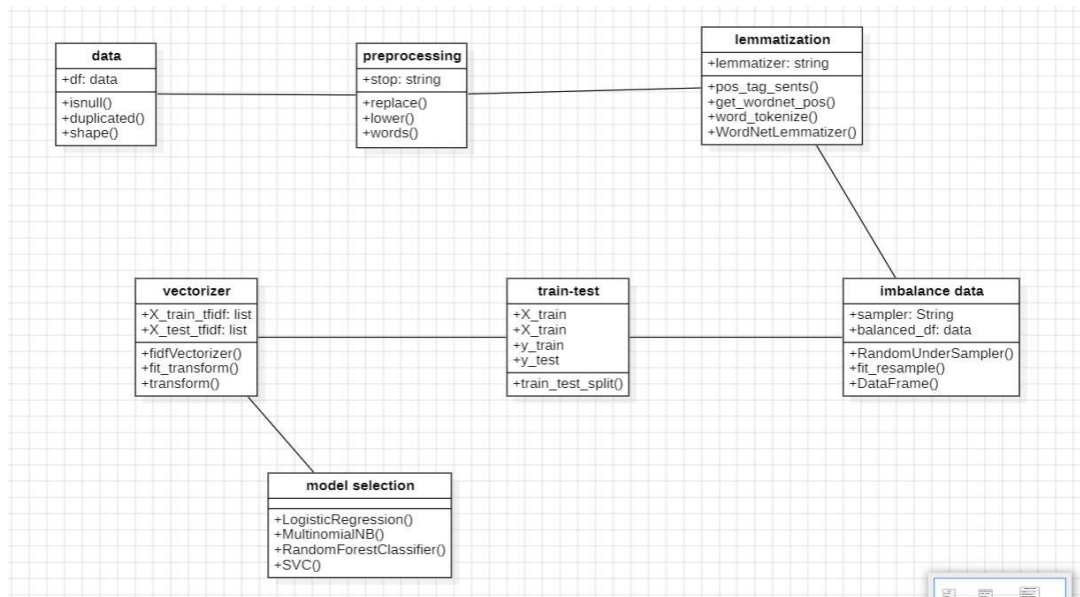 data
+df: data
+isnull()
+duplicated()
+shape()
preprocessing
+stop: string
+replace()
+lower()
+words()
lemmatization
+lemmatizer: string
+pos_tag_sents()
+get_wordnet_pos()
+word_tokenize()
+WordNetLemmatizer()
vectorizer
+X_train_tfidf: list
+X_test_tfidf: list
+fidfVectorizer()
+fit_transform()
+transform()
train-test
+X_train
+X_train
+y_train
+y_test
+train_test_split()
imbalance data
+sampler: String
+balanced_df: data
+RandomUnderSampler()
+fit_resample()
+DataFrame()
model selection
+LogisticRegression()
+MultinomialNB()
+RandomForestClassifier()
+SVC()